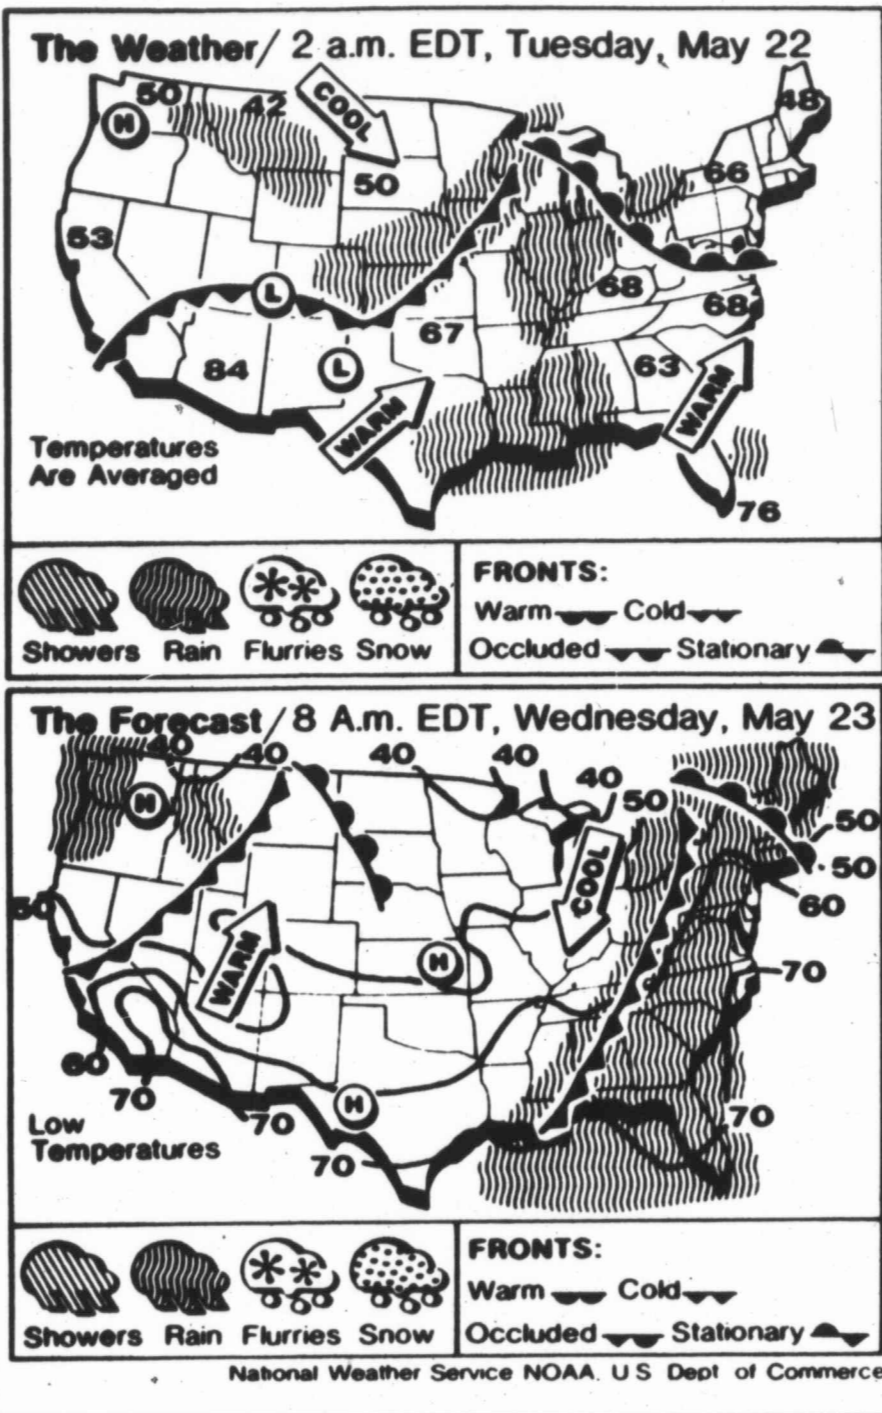 The Weather/ 2 a.m. EDT, Tuesday, May 22
50
42
COOL
48
H
50
66
53
68
68
L
67
63
84
L
WARM
WARM
Temperatures
Are Averaged
76
Showers Rain Flurries Snow
FRONTS:
Warm Cold
Occluded Stationary
The Forecast/8 A.m. EDT, Wednesday, May 23
40
40
40
40
40
50
H
50
50
COOL
60
50
WARM
H
70
60
70
70
H
70
70
Low
Temperatures
Showers Rain Flurries Snow
FRONTS:
Warm Cold
Occluded Stationary
National Weather Service NOAA. U S Dept of Commerce